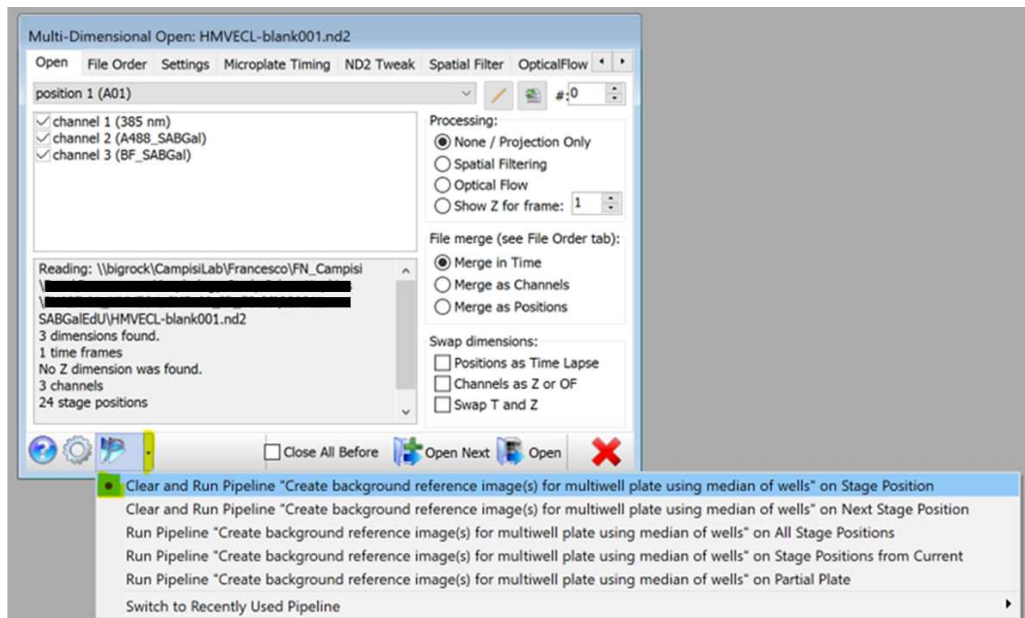 Multi-Dimensional Open: HMVECL-blank001.nd2
Open File Order Settings Microplate Timing ND2 Tweak Spatial Filter OpticalFlow
position 1 (A01)
#:0
channel 1 (385 nm)
channel 2 (A488_SABGal)
channel 3 (BF_SABGal)
Processing:
None / Projection Only
Spatial Filtering
Optical Flow
Show Z for frame: 1
File merge (see File Order tab):
Merge in Time
Merge as Channels
Merge as Positions
Reading: \\bigrock\CampisiLab\Francesco\FN_Campisi
\
\
SABGalEdU\HMVECL-blank001.nd2
3 dimensions found.
1 time frames
No Z dimension was found.
3 channels
24 stage positions
Swap dimensions:
Positions as Time Lapse
Channels as Z or OF
Swap T and Z
Close All Before Open Next Open
Clear and Run Pipeline "Create background reference image(s) for multiwell plate using median of wells" on Stage Position
Clear and Run Pipeline "Create background reference image(s) for multiwell plate using median of wells" on Next Stage Position
Run Pipeline "Create background reference image(s) for multiwell plate using median of wells" on All Stage Positions
Run Pipeline "Create background reference image(s) for multiwell plate using median of wells" on Stage Positions from Current
Run Pipeline "Create background reference image(s) for multiwell plate using median of wells" on Partial Plate
Switch to Recently Used Pipeline